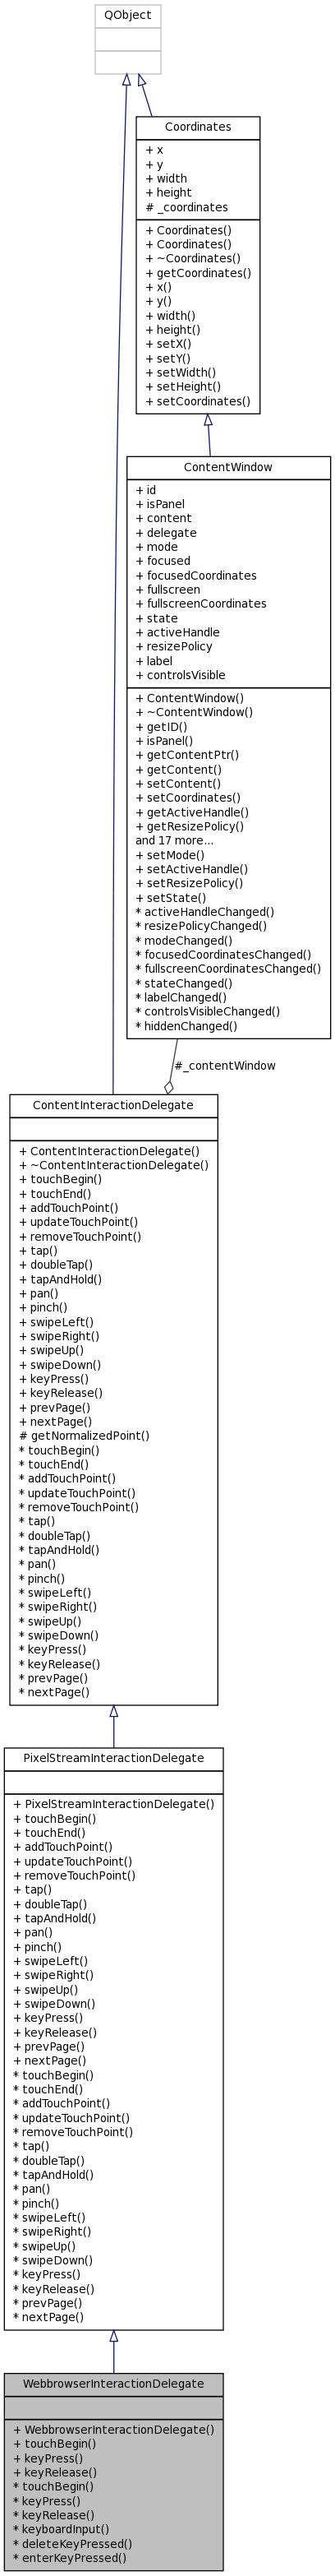 QObject
Coordinates
+ x
+ y
+ width
+ height
# _coordinates
+ Coordinates()
+ Coordinates()
+ ~Coordinates()
+ getCoordinates()
+ x()
+ y()
+ width()
+ height()
+ setX()
+ setY()
+ setWidth()
+ setHeight()
+ setCoordinates()
ContentWindow
+ id
+ isPanel
+ content
+ delegate
+ mode
+ focused
+ focusedCoordinates
+ fullscreen
+ fullscreenCoordinates
+ state
+ activeHandle
+ resizePolicy
+ label
+ controlsVisible
+ ContentWindow()
+ ~ContentWindow()
+ getID()
+ isPanel()
+ getContentPtr()
+ getContent()
+ setContent()
+ setCoordinates()
+ getActiveHandle()
+ getResizePolicy()
and 17 more...
+ setMode()
+ setActiveHandle()
+ setResizePolicy()
+ setState()
* activeHandleChanged()
* resizePolicyChanged()
* modeChanged()
* focusedCoordinatesChanged()
* fullscreenCoordinatesChanged()
* stateChanged()
* labelChanged()
* controlsVisibleChanged()
* hiddenChanged()
#_contentWindow
ContentInteractionDelegate
+ ContentInteractionDelegate()
+ ~ContentInteractionDelegate()
+ touchBegin()
+ touchEnd()
+ addTouchPoint()
+ updateTouchPoint()
+ removeTouchPoint()
+ tap()
+ doubleTap()
+ tapAndHold()
+ pan()
+ pinch()
+ swipeLeft()
+ swipeRight()
+ swipeUp()
+ swipeDown()
+ keyPress()
+ keyRelease()
+ prevPage()
+ nextPage()
# getNormalizedPoint()
* touchBegin()
* touchEnd()
* addTouchPoint()
* updateTouchPoint()
* removeTouchPoint()
* tap()
* doubleTap()
* tapAndHold()
* pan()
* pinch()
* swipeLeft()
* swipeRight()
* swipeUp()
* swipeDown()
* keyPress()
* keyRelease()
* prevPage()
* nextPage()
PixelStreamInteractionDelegate
+ PixelStreamInteractionDelegate()
+ touchBegin()
+ touchEnd()
+ addTouchPoint()
+ updateTouchPoint()
+ removeTouchPoint()
+ tap()
+ doubleTap()
+ tapAndHold()
+ pan()
+ pinch()
+ swipeLeft()
+ swipeRight()
+ swipeUp()
+ swipeDown()
+ keyPress()
+ keyRelease()
+ prevPage()
+ nextPage()
* touchBegin()
* touchEnd()
* addTouchPoint()
* updateTouchPoint()
* removeTouchPoint()
* tap()
* doubleTap()
* tapAndHold()
* pan()
* pinch()
* swipeLeft()
* swipeRight()
* swipeUp()
* swipeDown()
* keyPress()
* keyRelease()
* prevPage()
* nextPage()
WebbrowserInteractionDelegate
+ WebbrowserInteractionDelegate()
+ touchBegin()
+ keyPress()
+ keyRelease()
* touchBegin()
* keyPress()
* keyRelease()
* keyboardInput()
* deleteKeyPressed()
* enterKeyPressed()